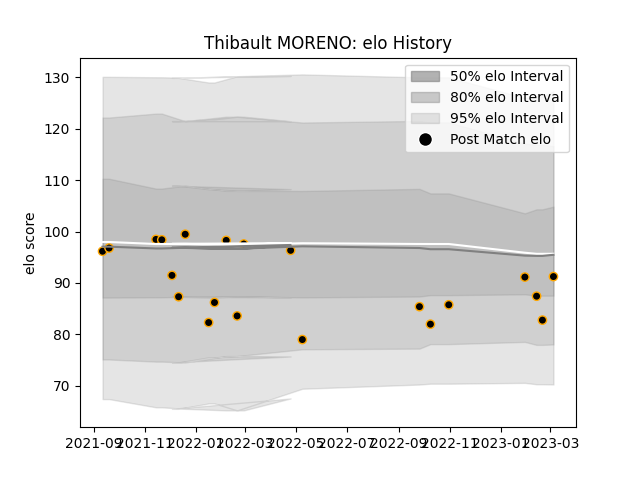 Thibault MORENO: elo History
50% elo Interval
80% elo Interval
95% elo Interval
Post Match elo
elo score
130
120
110
100
90
80
70
2021-09 2021-11 2022-01 2022-03 2022-05 2022-07 2022-09 2022-11 2023-01 2023-03